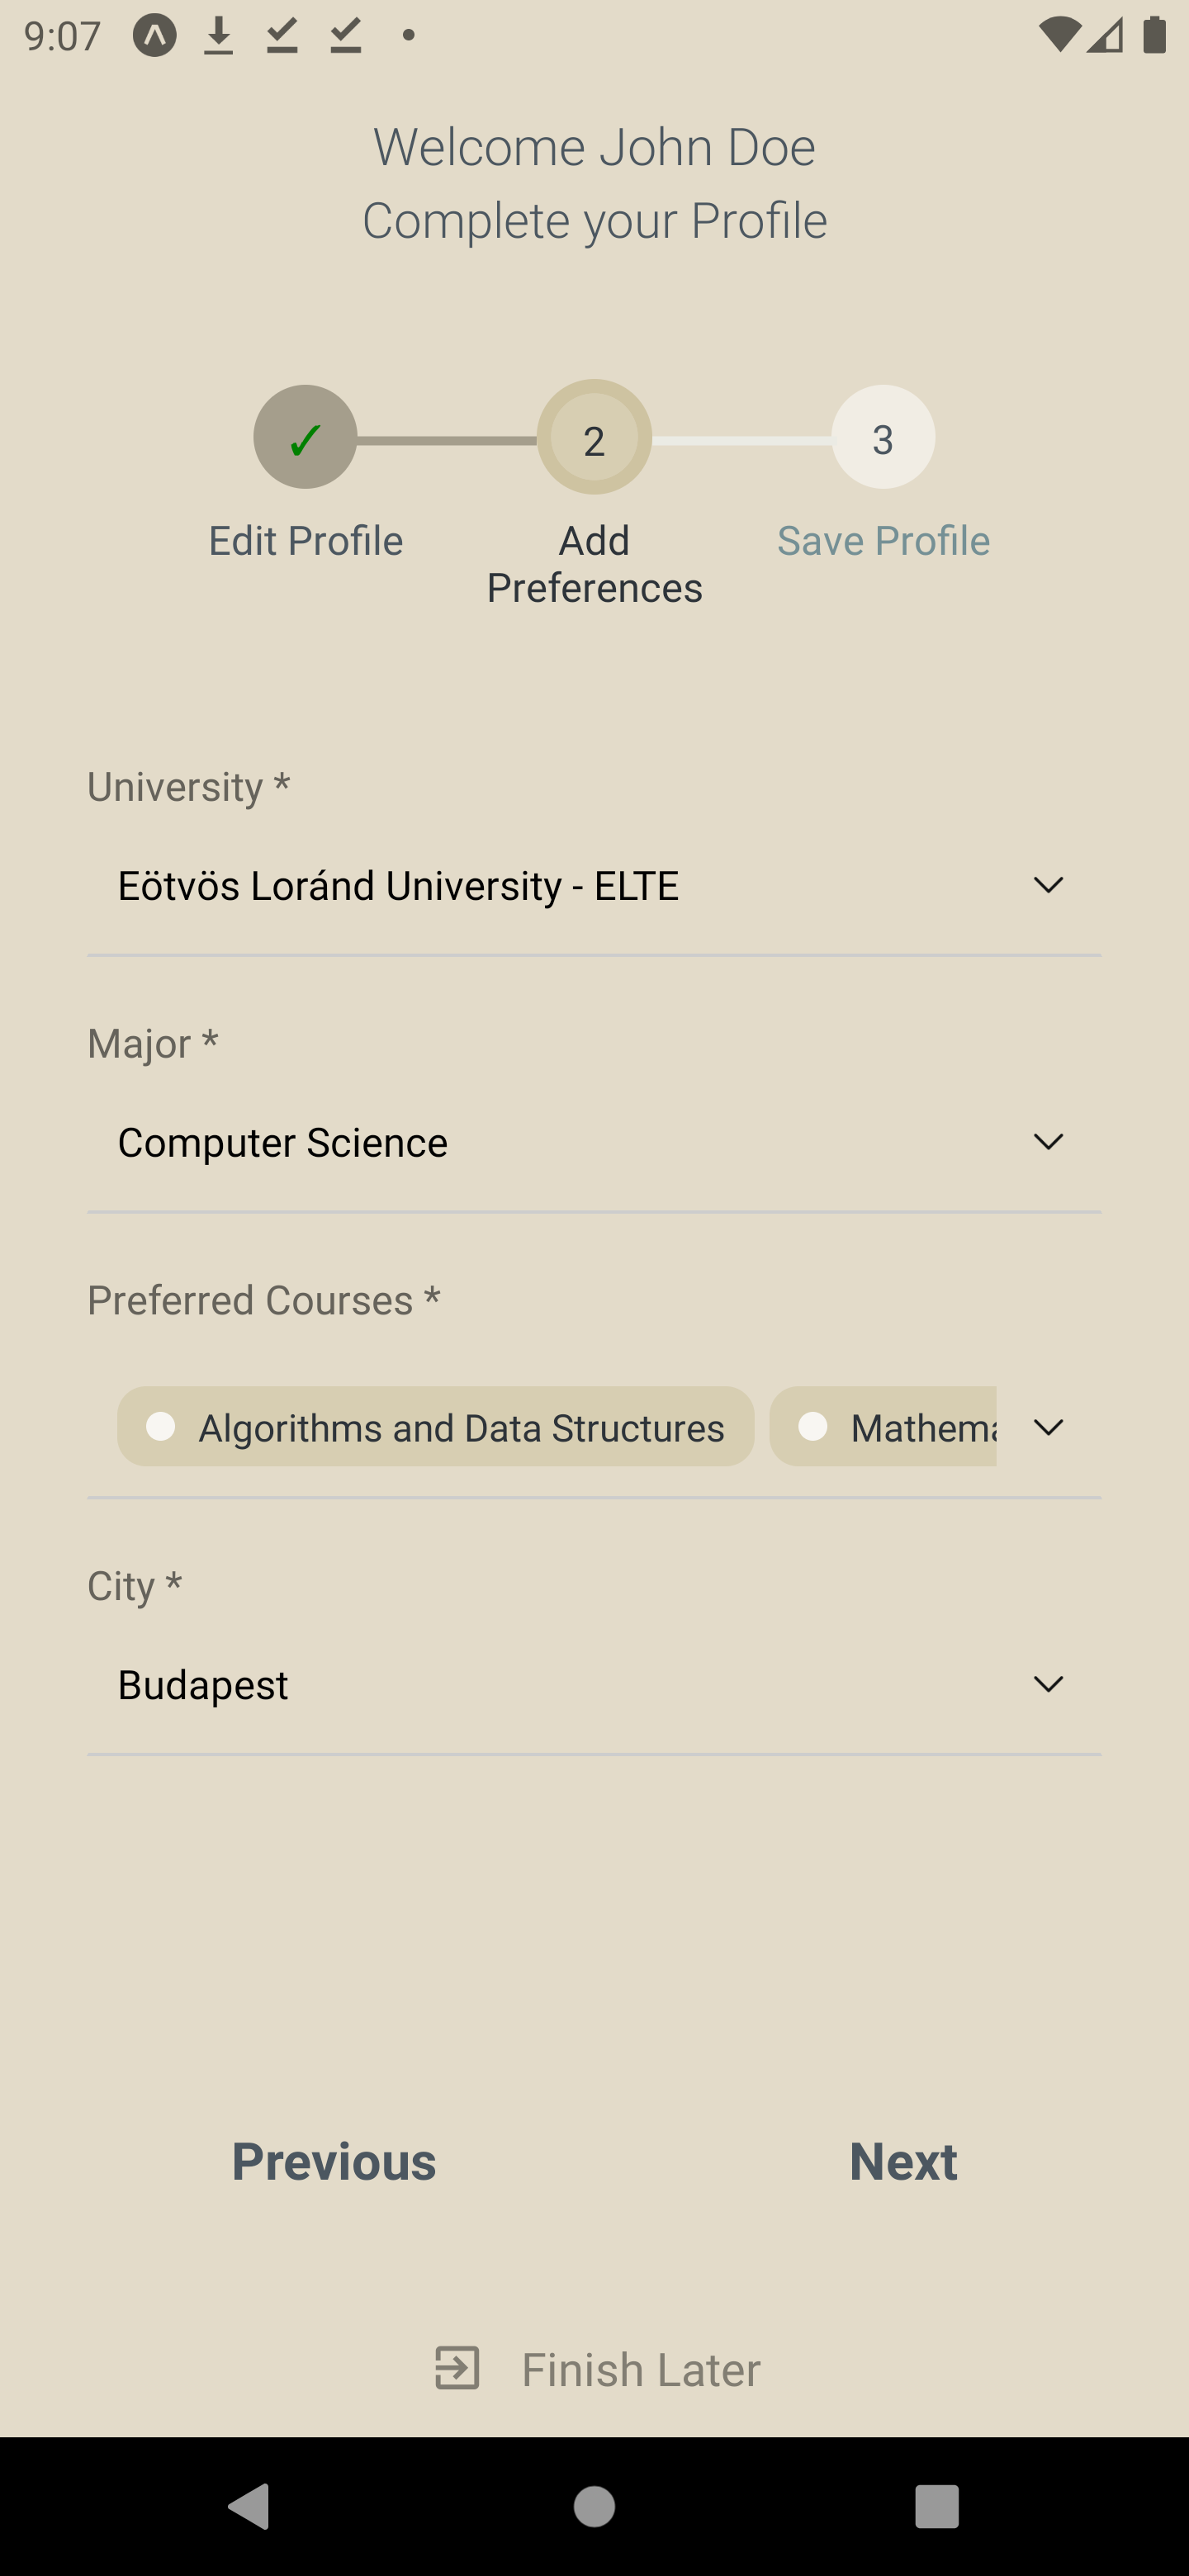 9:07
Welcome John Doe
Complete your Profile
✓
2
3
Edit Profile
Add
Preferences
Save Profile
University *
Eötvös Loránd University - ELTE
Major *
Computer Science
Preferred Courses *
Algorithms and Data Structures
City *
Budapest
Previous
Next
Finish Later